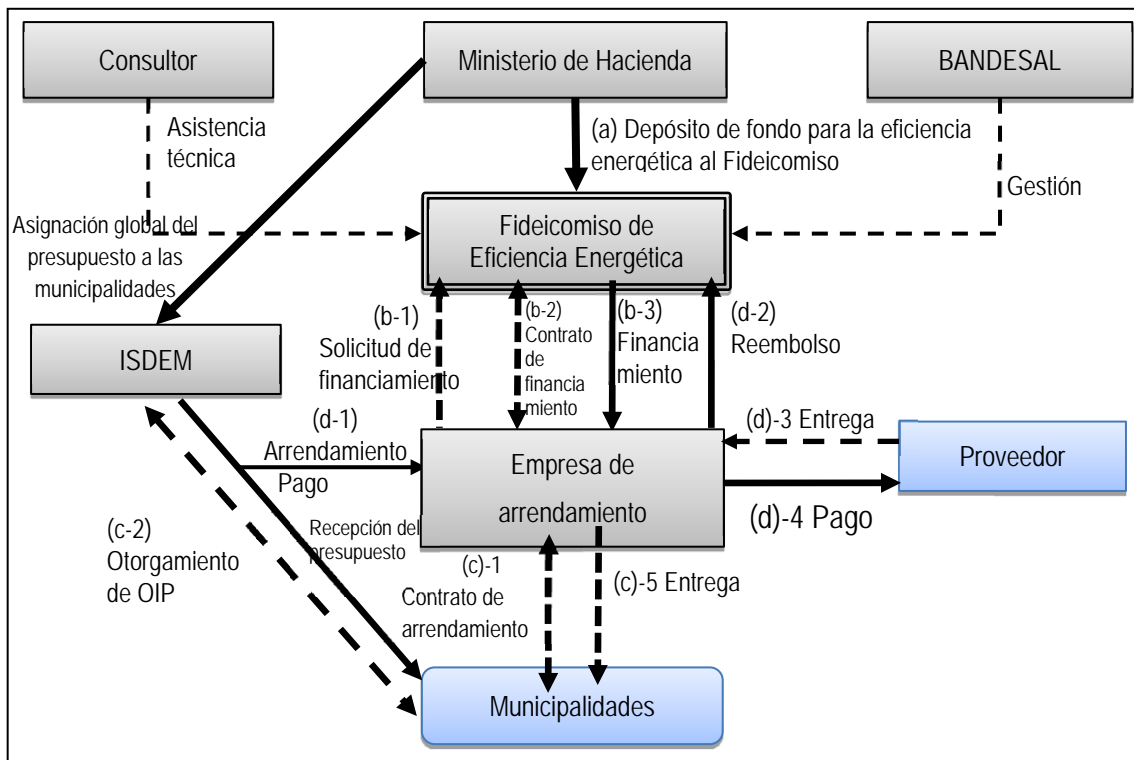 Consultor
Ministerio de Hacienda
BANDESAL
Asistencia
técnica
(a) Depósito de fondo para la eficiencia
energética al Fideicomiso
Gestión
Asignación global del
presupuesto a las
municipalidades
Fideicomiso de
Eficiencia Energética
ISDEM
(b-1)
Solicitud de
financiamiento
(b-2)
Contrato
de
financia
miento
(b-3)
Financia
miento
(d-2)
Reembolso
(d-1)
Arrendamiento
Pago
(d)-3 Entrega
Proveedor
Empresa de
arrendamiento
(d)-4 Pago
(c-2)
Otorgamiento
de OIP
Recepción del
presupuesto
(c)-1
Contrato de
arrendamiento
(c)-5 Entrega
Municipalidades